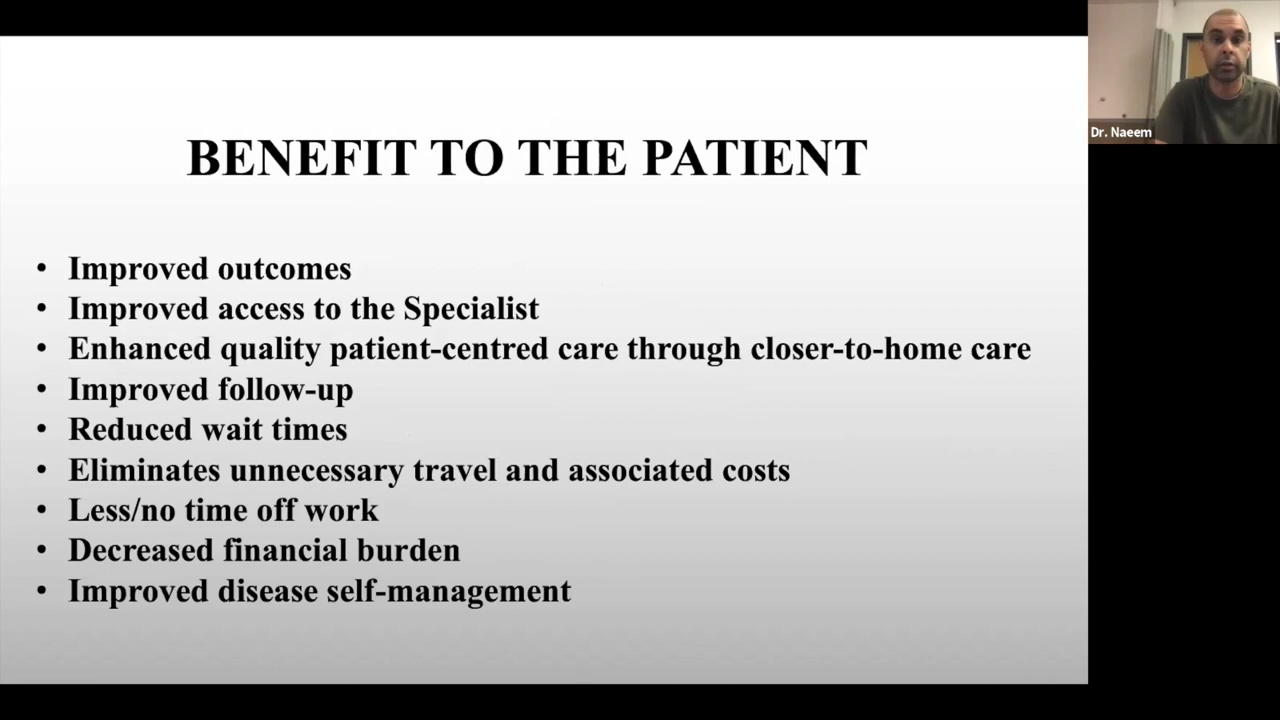 BENEFIT TO THE PATIENT
• Improved outcomes
• Improved access to the Specialist
• Enhanced quality patient-centred care through closer-to-home care
• Improved follow-up
• Reduced wait times
• Eliminates unnecessary travel and associated costs
• Less/no time off work
• Decreased financial burden
• Improved disease self-management
Dr. Naeem